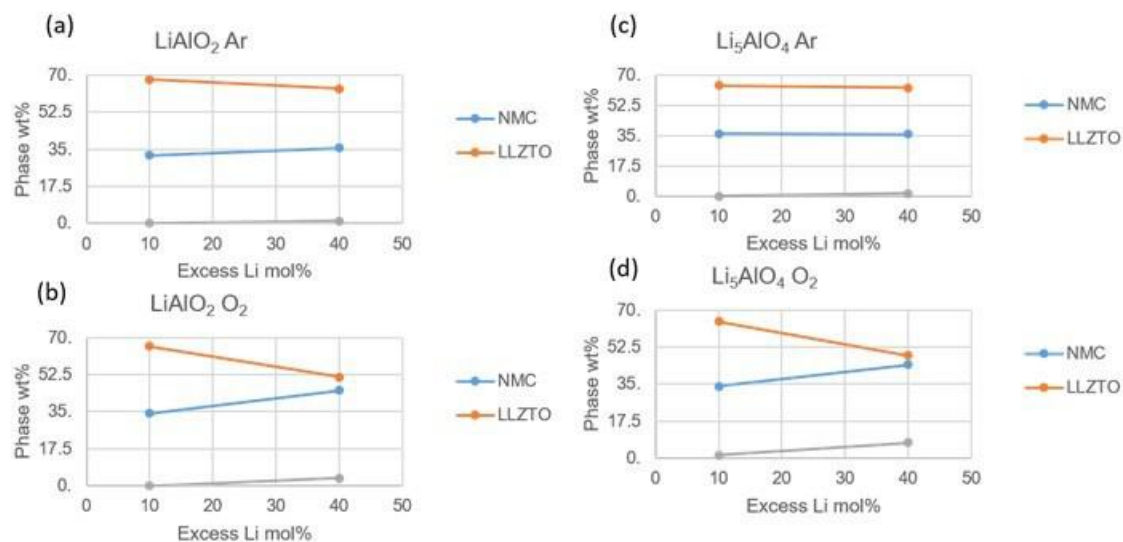 (a)
LiAlO₂ Ar
70.
52.5
35.
17.5
0.
Phase wt%
0 10 20 30 40 50
Excess Li mol%
NMC
LLZTO
(b)
LiAlO₂ O₂
70.
52.5
35.
17.5
0.
Phase wt%
0 10 20 30 40 50
Excess Li mol%
NMC
LLZTO
(c)
Li₅AlO₄ Ar
70.
52.5
35.
17.5
0.
Phase wt%
0 10 20 30 40 50
Excess Li mol%
NMC
LLZTO
(d)
Li₅AlO₄ O₂
70.
52.5
35.
17.5
0.
Phase wt%
0 10 20 30 40 50
Excess Li mol%
NMC
LLZTO